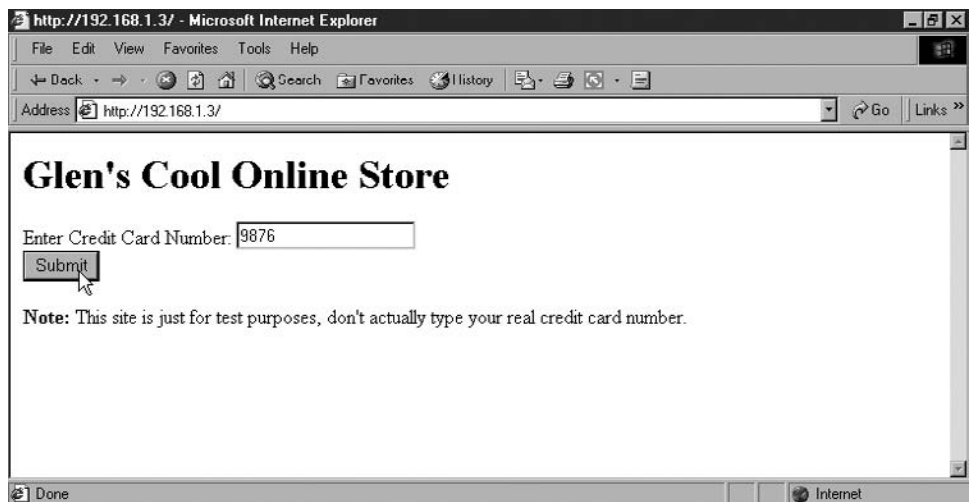 http://192.168.1.3/ - Microsoft Internet Explorer
File Edit View Favorites Tools Help
Back Search Favorites History
Address http://192.168.1.3/ Go Links »
Glen's Cool Online Store
Enter Credit Card Number: 9876
Submit
Note: This site is just for test purposes, don't actually type your real credit card number.
Done Internet